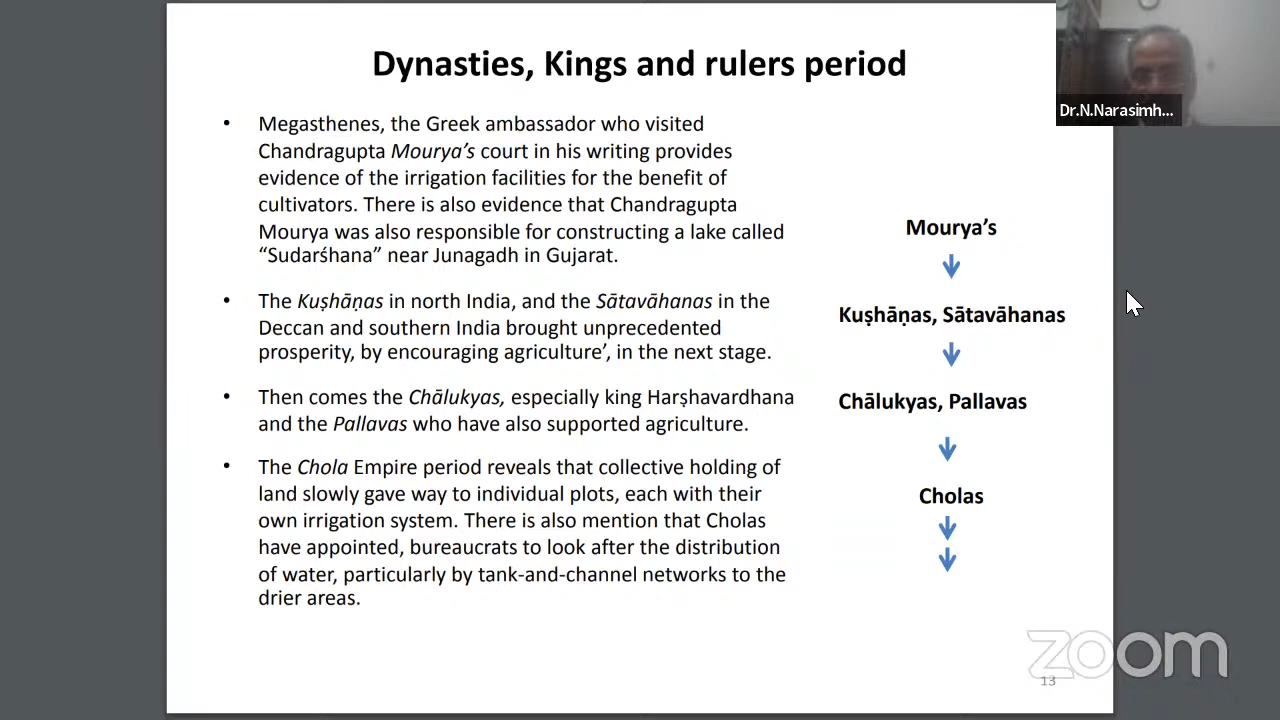 Dynasties, Kings and rulers period
Dr.N.Narasimh...
• Megasthenes, the Greek ambassador who visited
Chandragupta Mourya's court in his writing provides
evidence of the irrigation facilities for the benefit of
cultivators. There is also evidence that Chandragupta
Mourya was also responsible for constructing a lake called
“Sudarśhana” near Junagadh in Gujarat.
• The Kuṣhāṇas in north India, and the Sātavāhanas in the
Deccan and southern India brought unprecedented
prosperity, by encouraging agriculture’, in the next stage.
• Then comes the Chālukyas, especially king Harṣhavardhana
and the Pallavas who have also supported agriculture.
• The Chola Empire period reveals that collective holding of
land slowly gave way to individual plots, each with their
own irrigation system. There is also mention that Cholas
have appointed, bureaucrats to look after the distribution
of water, particularly by tank-and-channel networks to the
drier areas.
Mourya’s
Kuṣhāṇas, Sātavāhanas
Chālukyas, Pallavas
Cholas
zoom
13